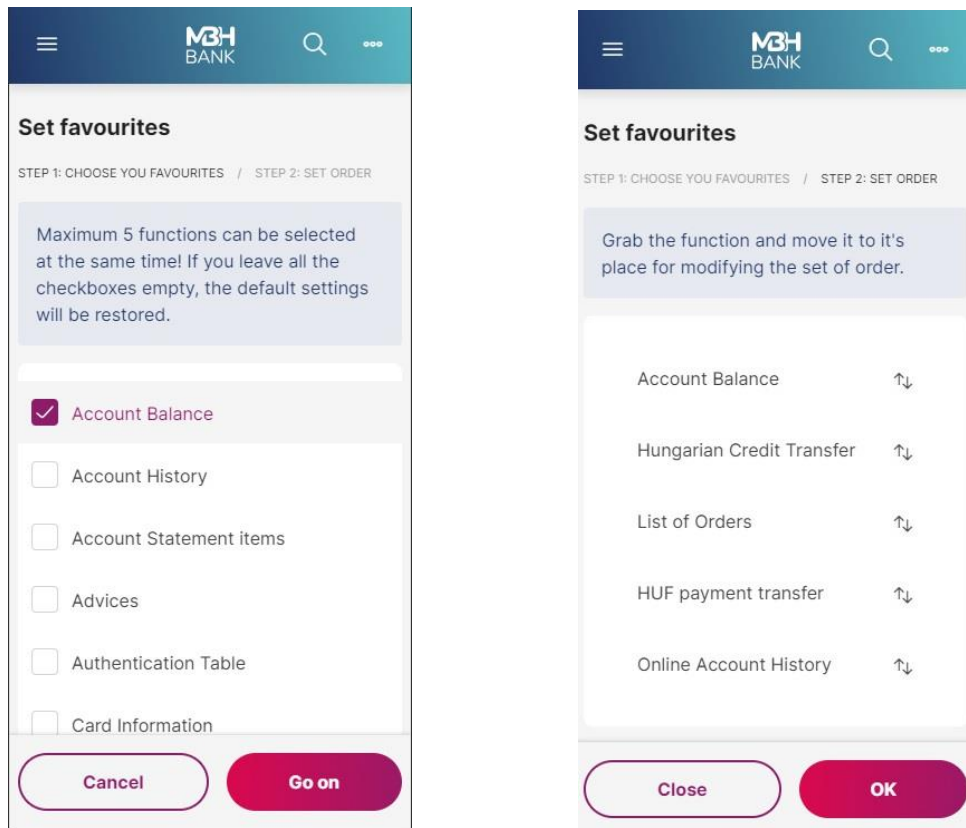 MBH
BANK
Set favourites
STEP 1: CHOOSE YOU FAVOURITES / STEP 2: SET ORDER
Maximum 5 functions can be selected
at the same time! If you leave all the
checkboxes empty, the default settings
will be restored.
Account Balance
Account History
Account Statement items
Advices
Authentication Table
Card Information
Cancel
Go on
MBH
BANK
Set favourites
STEP 1: CHOOSE YOU FAVOURITES / STEP 2: SET ORDER
Grab the function and move it to it's
place for modifying the set of order.
Account Balance
Hungarian Credit Transfer
List of Orders
HUF payment transfer
Online Account History
Close
OK